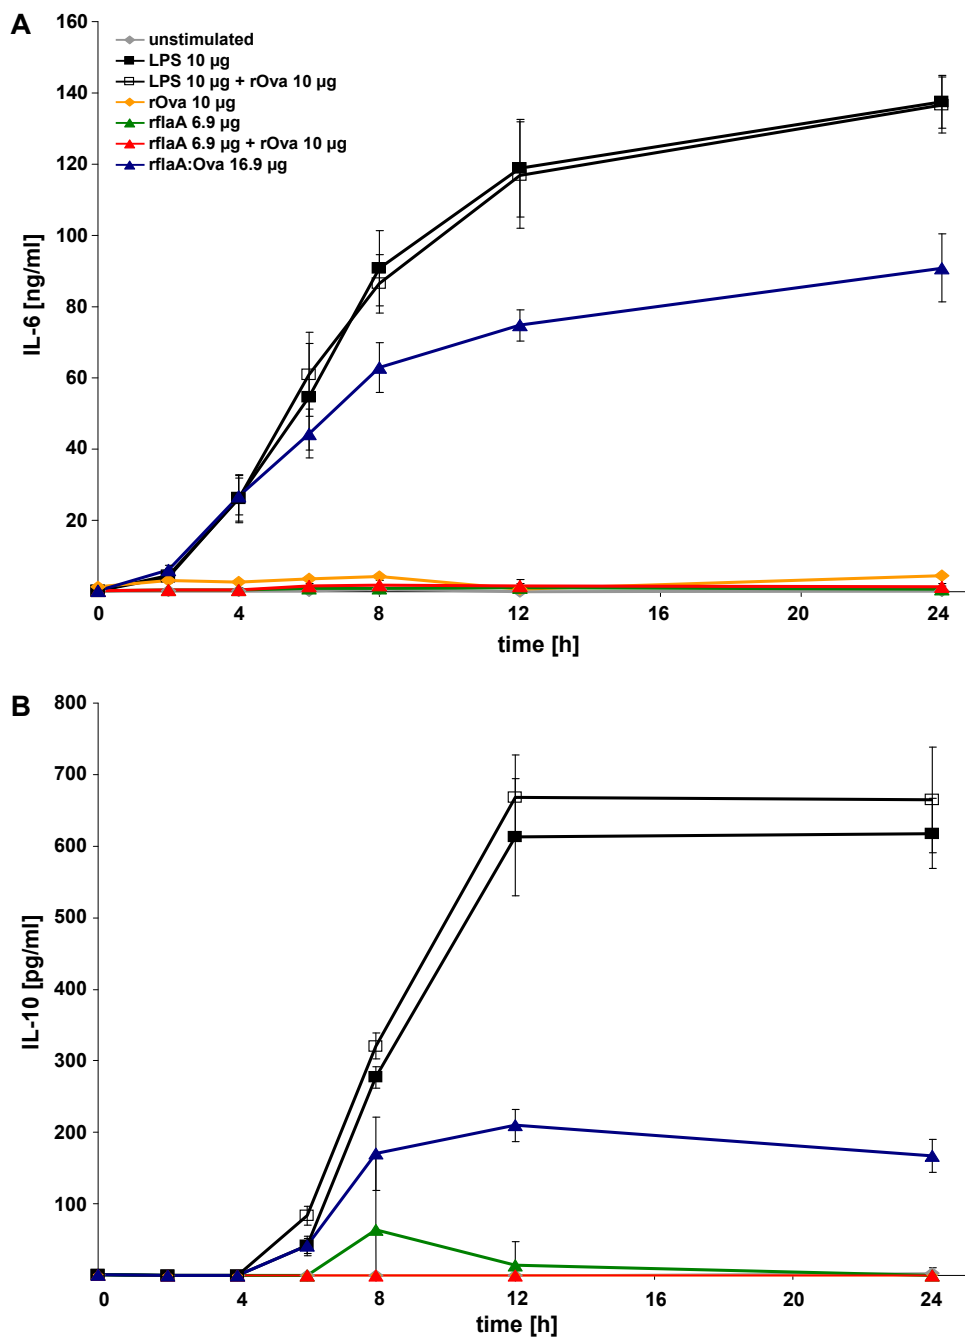 A
160
140
120
100
80
60
40
20
IL-6 [ng/ml]
unstimulated
LPS 10 µg
LPS 10 µg + rOva 10 µg
rOva 10 µg
rflaA 6.9 µg
rflaA 6.9 µg + rOva 10 µg
rflaA:Ova 16.9 µg
0 4 8 12 16 20 24
time [h]
B
800
700
600
500
400
300
200
100
IL-10 [pg/ml]
0 4 8 12 16 20 24
time [h]